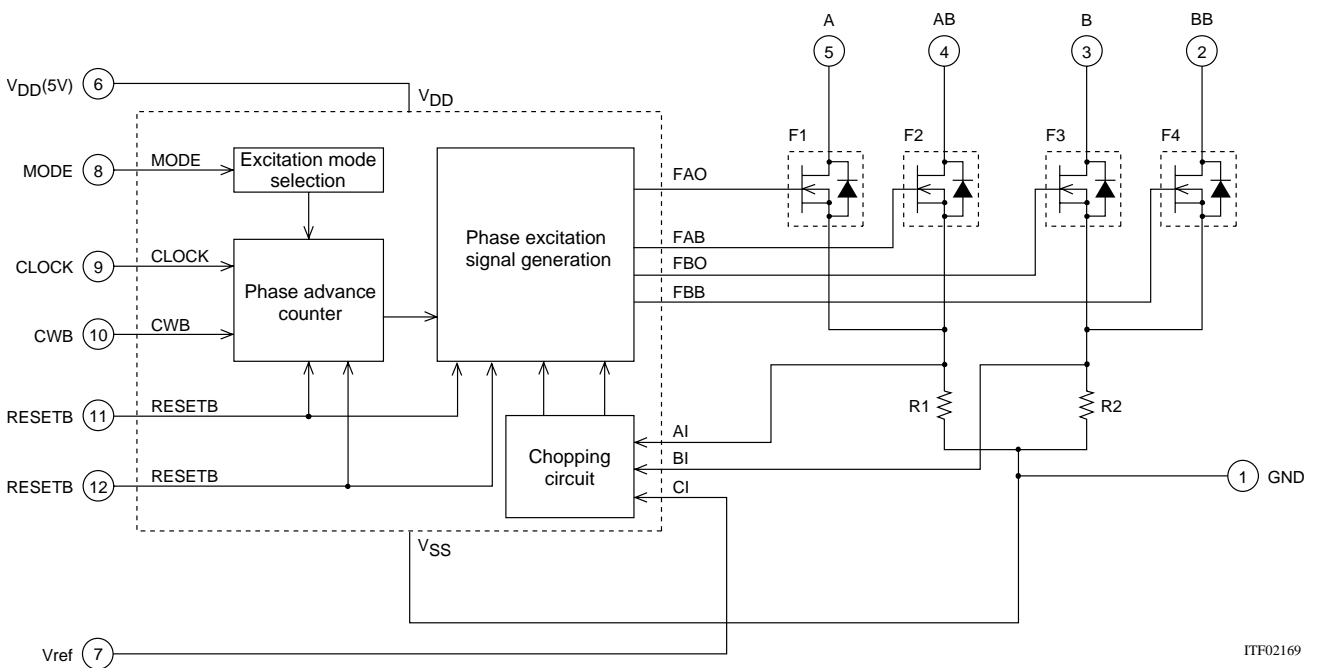 A AB B BB
5 4 3 2
VDD(5V) 6
VDD
F1 F2 F3 F4
MODE 8 MODE
Excitation mode
selection
FAO
Phase excitation
signal generation
FAB
CLOCK 9 CLOCK
FBO
Phase advance
counter
FBB
CWB 10 CWB
RESETB 11 RESETB
R1 R2
AI
Chopping
circuit
BI
RESETB 12 RESETB
CI
1 GND
VSS
Vref 7
ITF02169